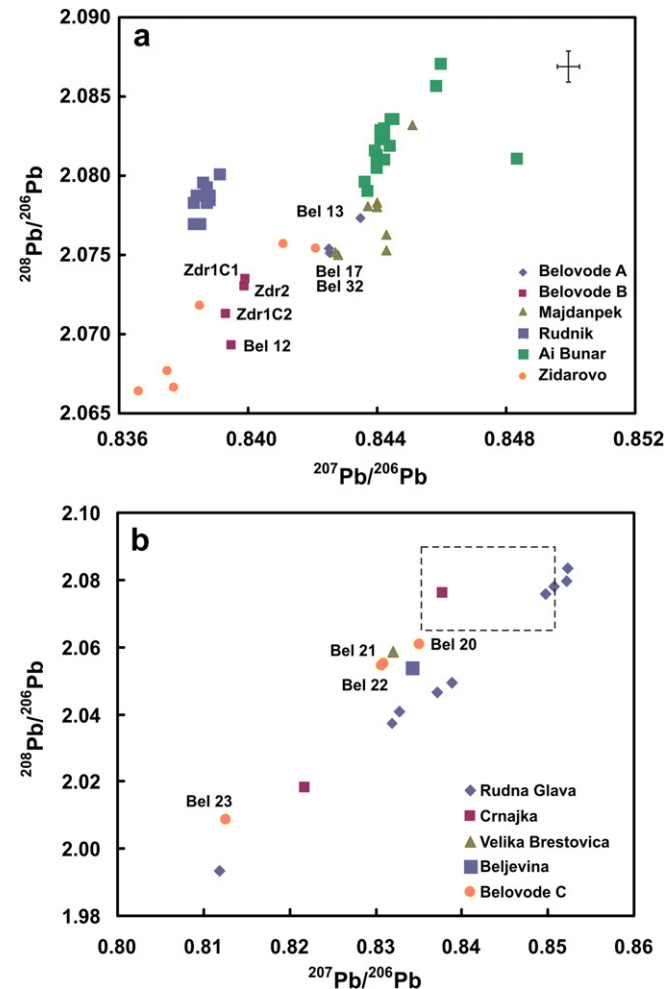 a
2.090
2.085
2.080
2.075
2.070
2.065
208Pb/206Pb
Bel 13
Bel 17
Bel 32
Zdr1C1
Zdr2
Zdr1C2
Bel 12
Belovode A
Belovode B
Majdanpek
Rudnik
Ai Bunar
Zidarovo
0.836
0.840
0.844
0.848
0.852
207Pb/206Pb
b
2.10
2.08
2.06
2.04
2.02
2.00
1.98
208Pb/206Pb
Bel 21
Bel 20
Bel 22
Bel 23
Rudna Glava
Crnajka
Velika Brestovica
Beljevina
Belovode C
0.80
0.81
0.82
0.83
0.84
0.85
0.86
207Pb/206Pb